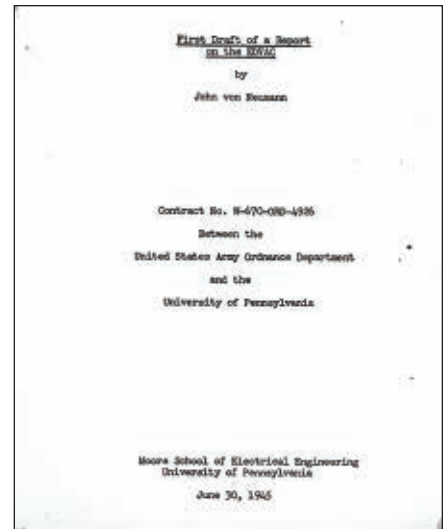 First Draft of a Report
on the EDVAC
by
John von Neumann
Contract No. W-670-ORD-4926
Between the
United States Army Ordnance Department
and the
University of Pennsylvania
Moore School of Electrical Engineering
University of Pennsylvania
June 30, 1945